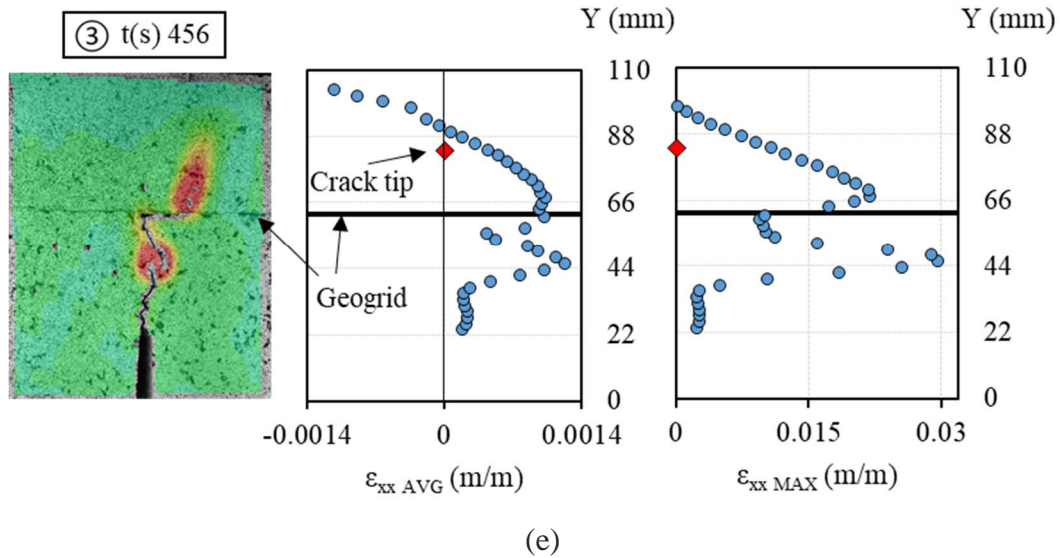 ③ t(s) 456
Y (mm)
110
88
66
44
22
0
Crack tip
Geogrid
-0.0014 0 0.0014
εxx AVG (m/m)
Y (mm)
110
88
66
44
22
0
0 0.015 0.03
εxx MAX (m/m)
(e)